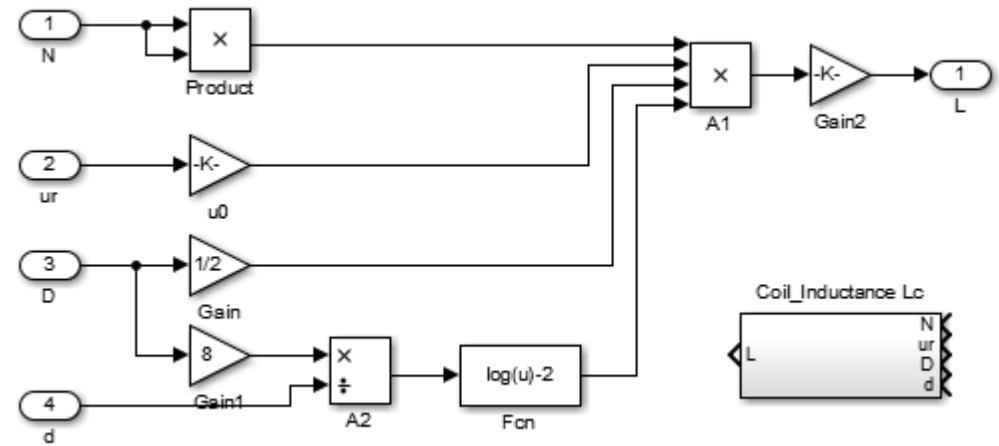 1
N
×
Product
2
ur
-K-
u0
3
D
1/2
Gain
8
Gain1
4
d
×
÷
A2
log(u)-2
Fcn
×
A1
-K-
Gain2
1
L
Coil_Inductance Lc
L
N
ur
D
d